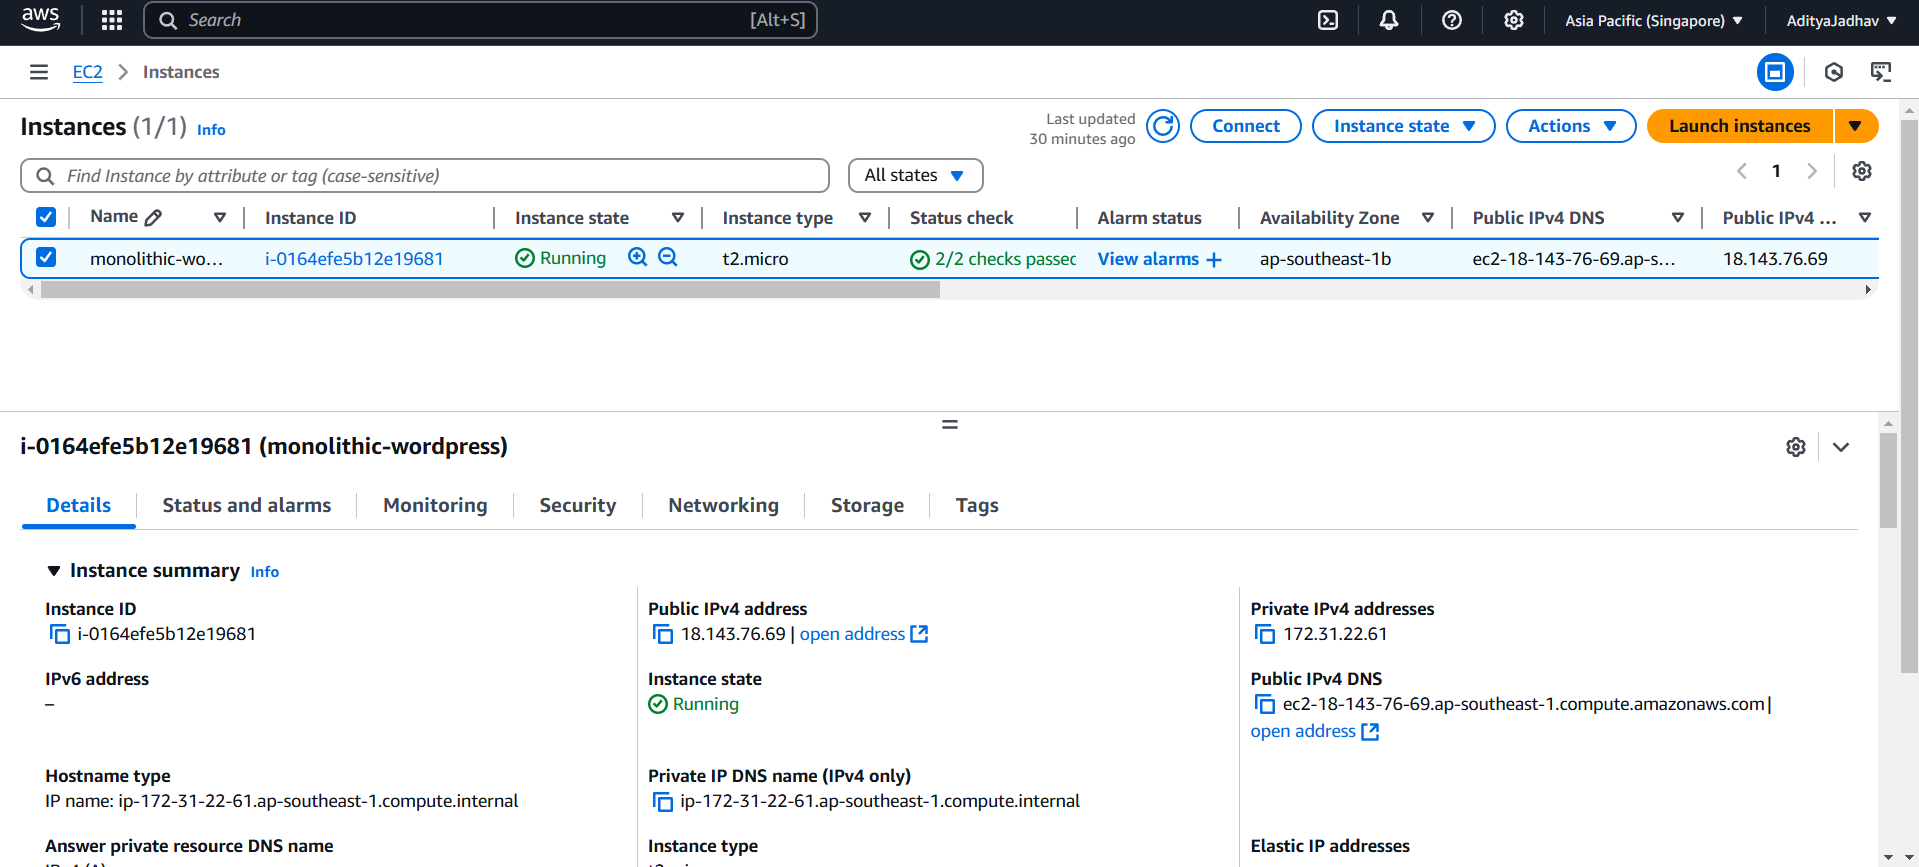 aws Search [Alt+S] Asia Pacific (Singapore) AdityaJadhav
EC2 Instances
Instances (1/1) Info
Last updated
30 minutes ago
Connect Instance state Actions Launch instances
Find Instance by attribute or tag (case-sensitive) All states 1
Name Instance ID Instance state Instance type Status check Alarm status Availability Zone Public IPv4 DNS Public IPv4 ...
monolithic-wo... i-0164efe5b12e19681 Running t2.micro 2/2 checks passec View alarms + ap-southeast-1b ec2-18-143-76-69.ap-s... 18.143.76.69
i-0164efe5b12e19681 (monolithic-wordpress)
Details Status and alarms Monitoring Security Networking Storage Tags
Instance summary Info
Instance ID
i-0164efe5b12e19681
Public IPv4 address
18.143.76.69 | open address
Private IPv4 addresses
172.31.22.61
IPv6 address
–
Instance state
Running
Public IPv4 DNS
ec2-18-143-76-69.ap-southeast-1.compute.amazonaws.com |
open address
Hostname type
IP name: ip-172-31-22-61.ap-southeast-1.compute.internal
Private IP DNS name (IPv4 only)
ip-172-31-22-61.ap-southeast-1.compute.internal
Answer private resource DNS name
Instance type
Elastic IP addresses